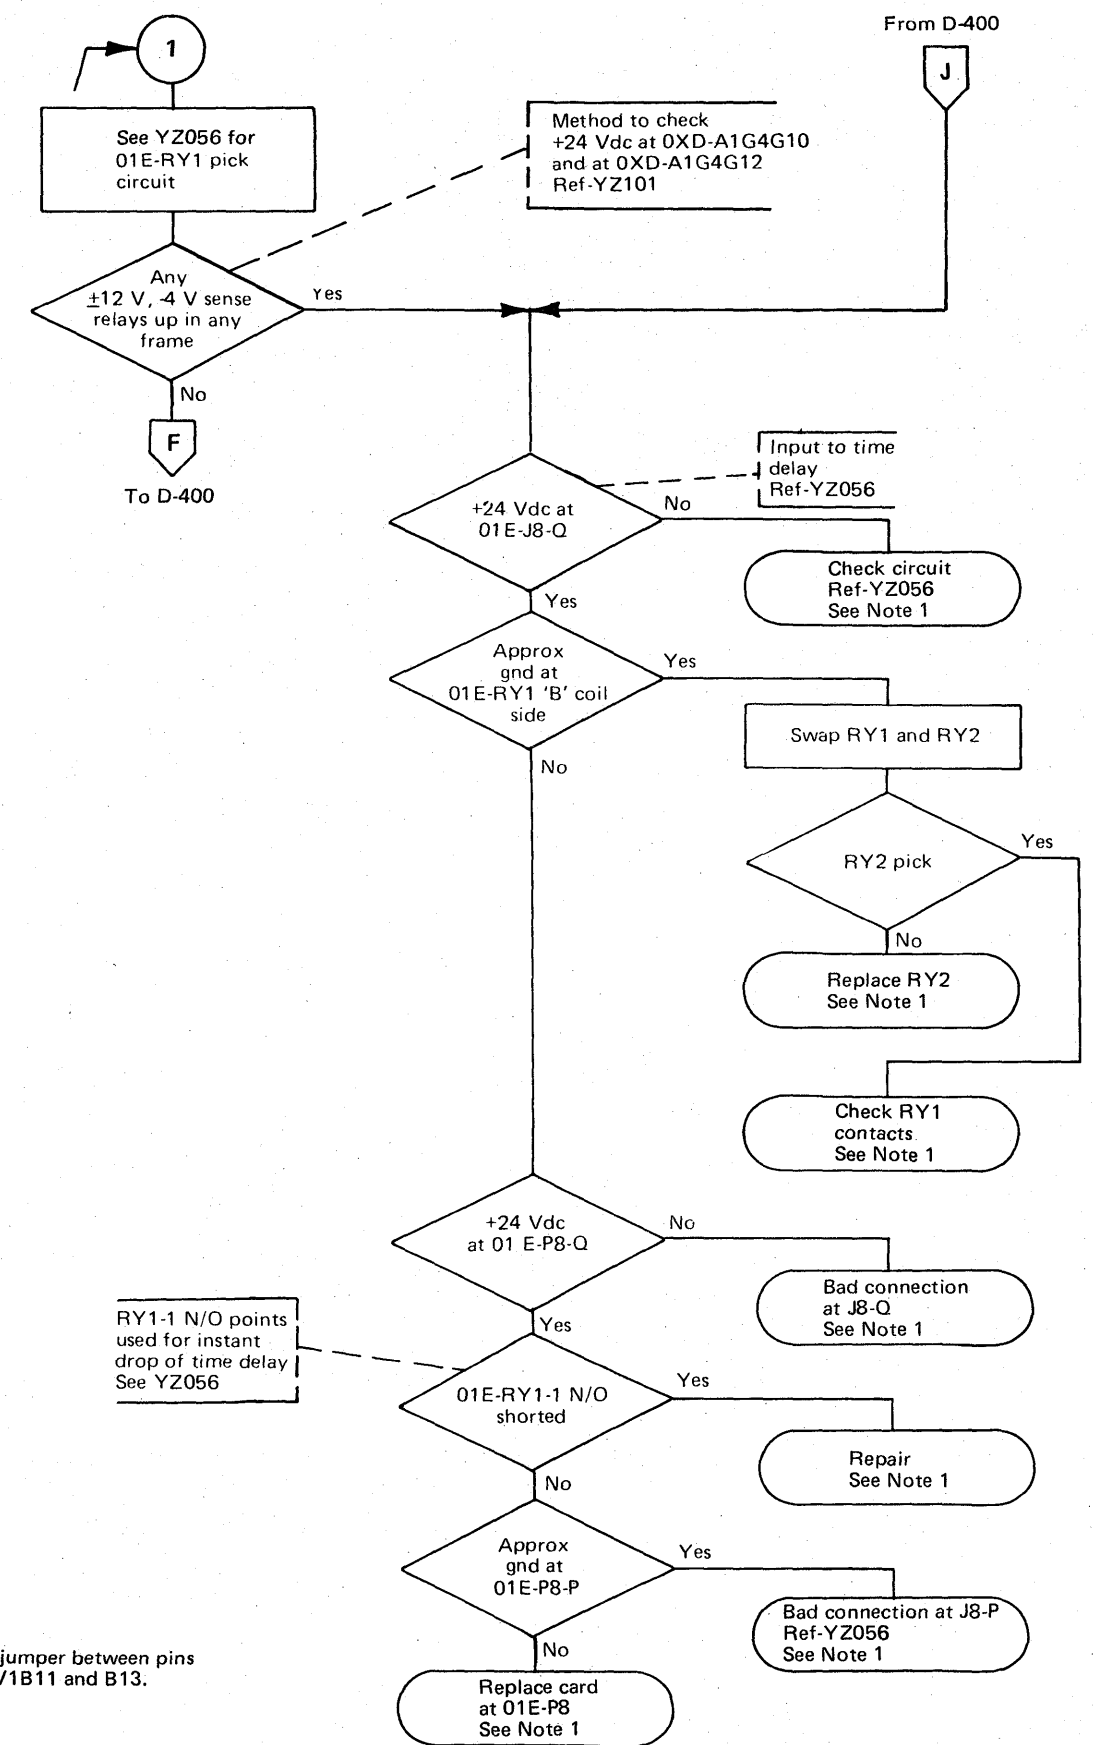 From D-400
1
J
See YZ056 for
01E-RY1 pick
circuit
Method to check
+24 Vdc at 0XD-A1G4G10
and at 0XD-A1G4G12
Ref-YZ101
Any
±12 V, -4 V sense
relays up in any
frame
Yes
No
F
To D-400
Input to time
delay
Ref-YZ056
+24 Vdc at
01E-J8-Q
No
Check circuit
Ref-YZ056
See Note 1
Yes
Approx
gnd at
01E-RY1 'B' coil
side
Yes
Swap RY1 and RY2
No
RY2 pick
Yes
No
Replace RY2
See Note 1
Check RY1
contacts
See Note 1
+24 Vdc
at 01 E-P8-Q
No
Bad connection
at J8-Q
See Note 1
Yes
RY1-1 N/O points
used for instant
drop of time delay
See YZ056
01E-RY1-1 N/O
shorted
Yes
Repair
See Note 1
No
Approx
gnd at
01E-P8-P
Yes
Bad connection at J8-P
Ref-YZ056
See Note 1
No
Replace card
at 01E-P8
See Note 1
jumper between pins
/1B11 and B13.